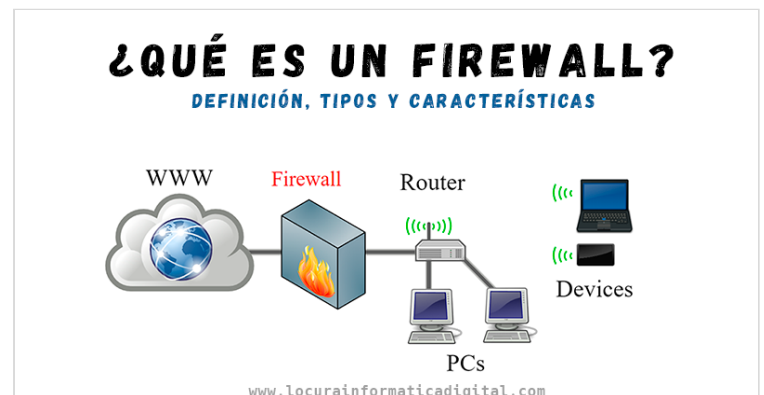 ¿QUÉ ES UN FIREWALL?
DEFINICIÓN, TIPOS Y CARACTERÍSTICAS
WWW
Firewall
Router
Devices
PCs
www.locurainformaticadigital.com